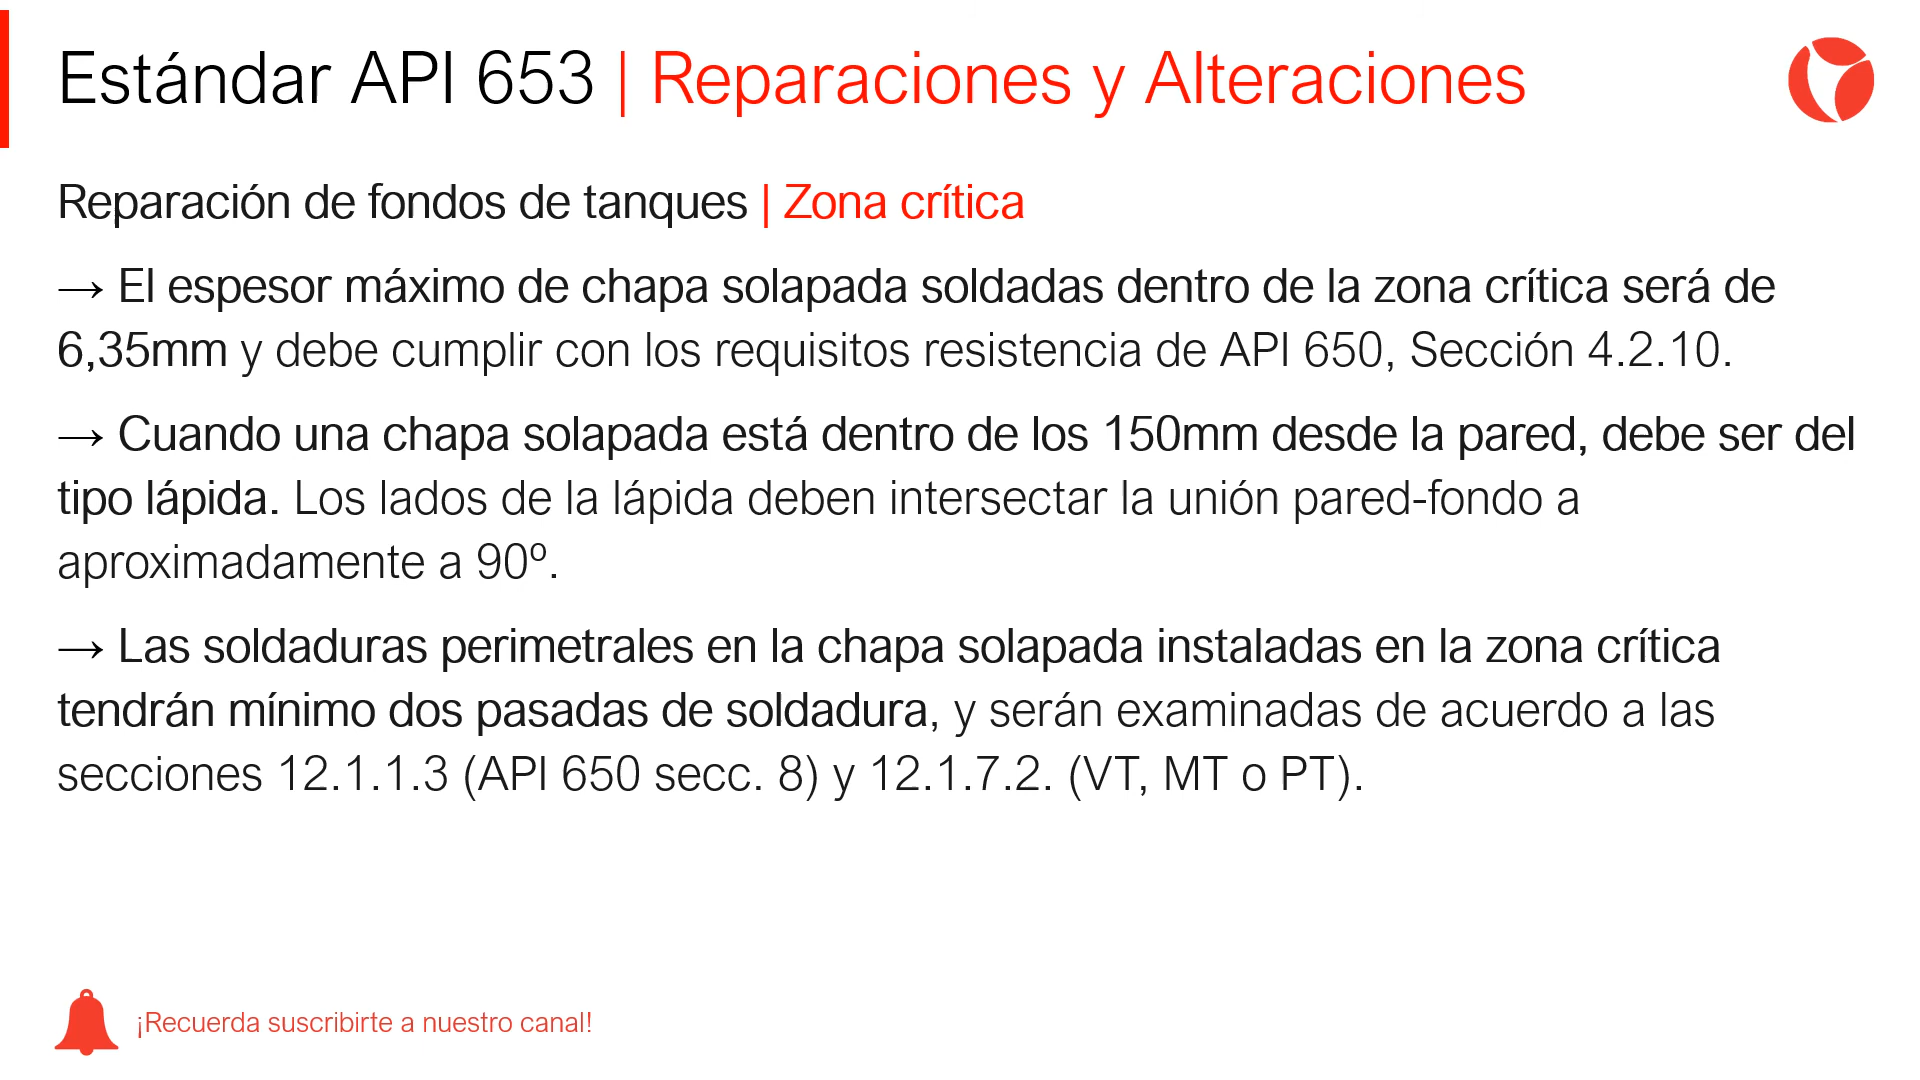 Estándar API 653 | Reparaciones y Alteraciones
Reparación de fondos de tanques | Zona crítica
→ El espesor máximo de chapa solapada soldadas dentro de la zona crítica será de
6,35mm y debe cumplir con los requisitos resistencia de API 650, Sección 4.2.10.
→ Cuando una chapa solapada está dentro de los 150mm desde la pared, debe ser del
tipo lápida. Los lados de la lápida deben intersectar la unión pared-fondo a
aproximadamente a 90º.
→ Las soldaduras perimetrales en la chapa solapada instaladas en la zona crítica
tendrán mínimo dos pasadas de soldadura, y serán examinadas de acuerdo a las
secciones 12.1.1.3 (API 650 secc. 8) y 12.1.7.2. (VT, MT o PT).
¡Recuerda suscribirte a nuestro canal!